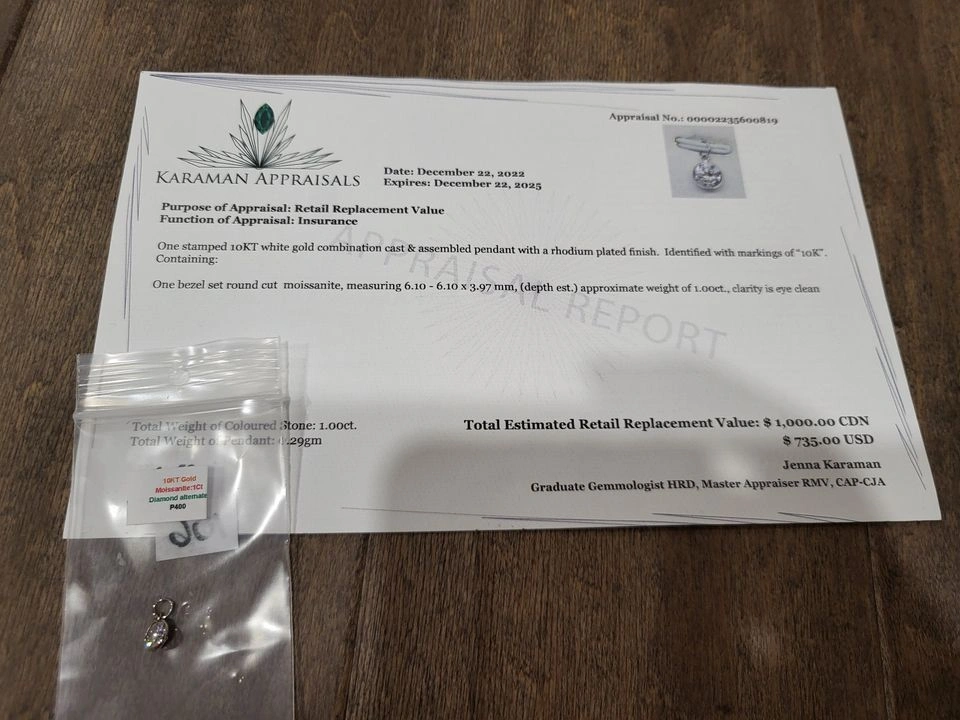 Appraisal No.: 00002235600819
KARAMAN APPRAISALS
Date: December 22, 2022
Expires: December 22, 2025
Purpose of Appraisal: Retail Replacement Value
Function of Appraisal: Insurance
One stamped 10KT white gold combination cast & assembled pendant with a rhodium plated finish. Identified with markings of "10K".
Containing:
One bezel set round cut moissanite, measuring 6.10 - 6.10 x 3.97 mm, (depth est.) approximate weight of 1.00ct., clarity is eye clean
APPRAISAL REPORT
Total Weight of Coloured Stone: 1.00ct.
Total Weight of Pendant: .29gm
Total Estimated Retail Replacement Value: $ 1,000.00 CDN
$ 735.00 USD
Jenna Karaman
Graduate Gemmologist HRD, Master Appraiser RMV, CAP-CJA
10KT Gold
Moissanite:1Ct
Diamond alternate
P400